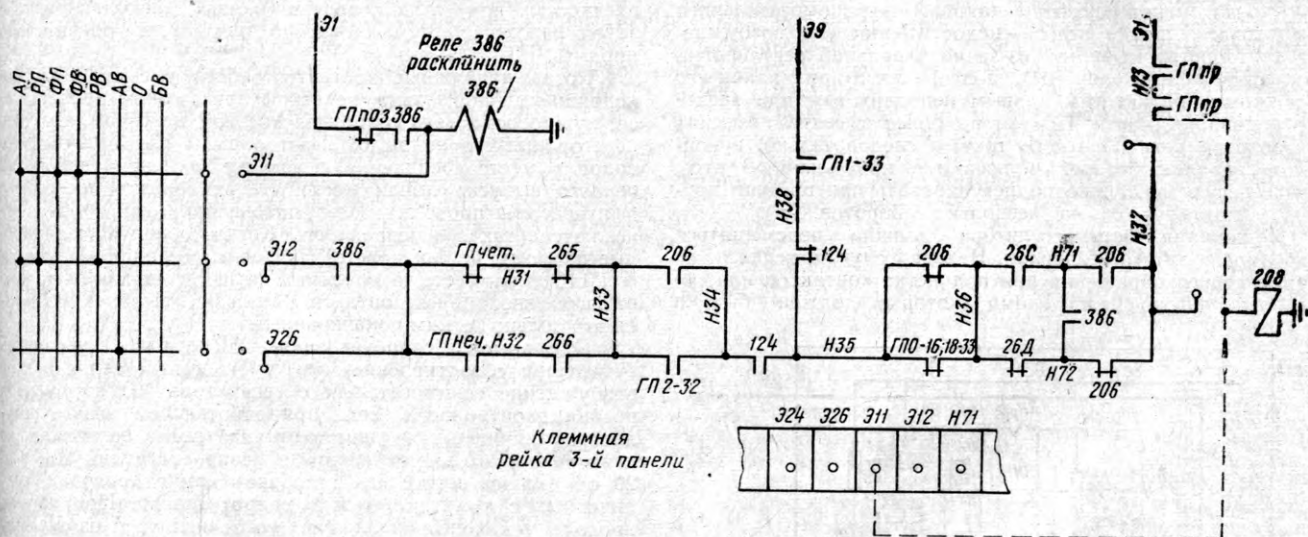 Э1
Э9
Э1,
Реле 386
расклинить
386
ГПпоз 386
АП
РП
ФП
ФВ
РВ
АВ
О
БВ
Э11
ГП1-33
Н38
124
Н73
ГПпр
ГПпр
Н37
Э12
386
ГПчет.
Н31
265
Н33
206
Н34
206
Н36
26С
Н71
206
208
386
Э26
ГПнеч. Н32
266
ГП2-32
124
Н35
ГП0-16;18-33
26Д
Н72
206
Клеммная
рейка 3-й панели
Э24 Э26 Э11 Э12 Н71